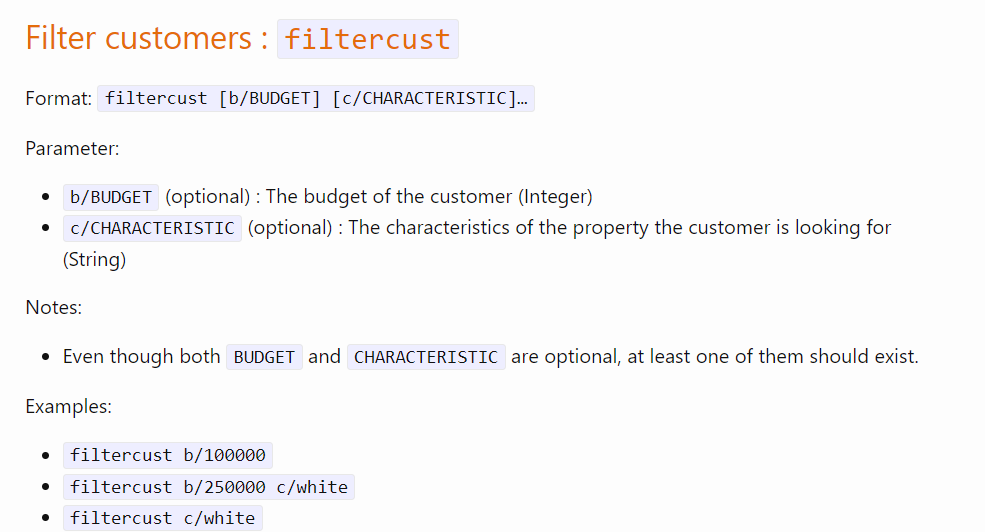 Filter customers : filtercust
Format: filtercust [b/BUDGET] [c/CHARACTERISTIC]…
Parameter:
• b/BUDGET (optional) : The budget of the customer (Integer)
• c/CHARACTERISTIC (optional) : The characteristics of the property the customer is looking for
(String)
Notes:
• Even though both BUDGET and CHARACTERISTIC are optional, at least one of them should exist.
Examples:
• filtercust b/100000
• filtercust b/250000 c/white
• filtercust c/white